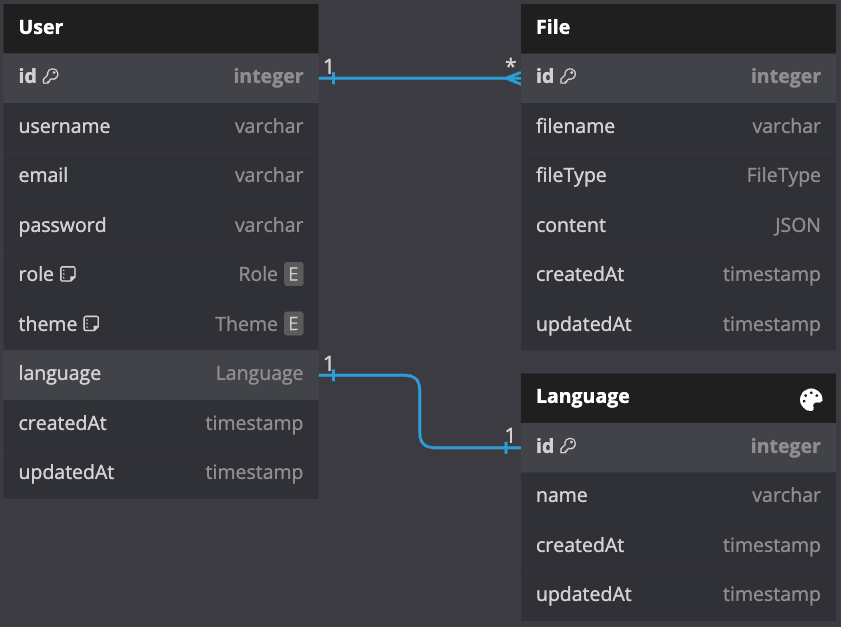 User
id integer
username varchar
email varchar
password varchar
role Role E
theme Theme E
language Language
createdAt timestamp
updatedAt timestamp
1 *
File
id integer
filename varchar
fileType FileType
content JSON
createdAt timestamp
updatedAt timestamp
1 1
Language
id integer
name varchar
createdAt timestamp
updatedAt timestamp